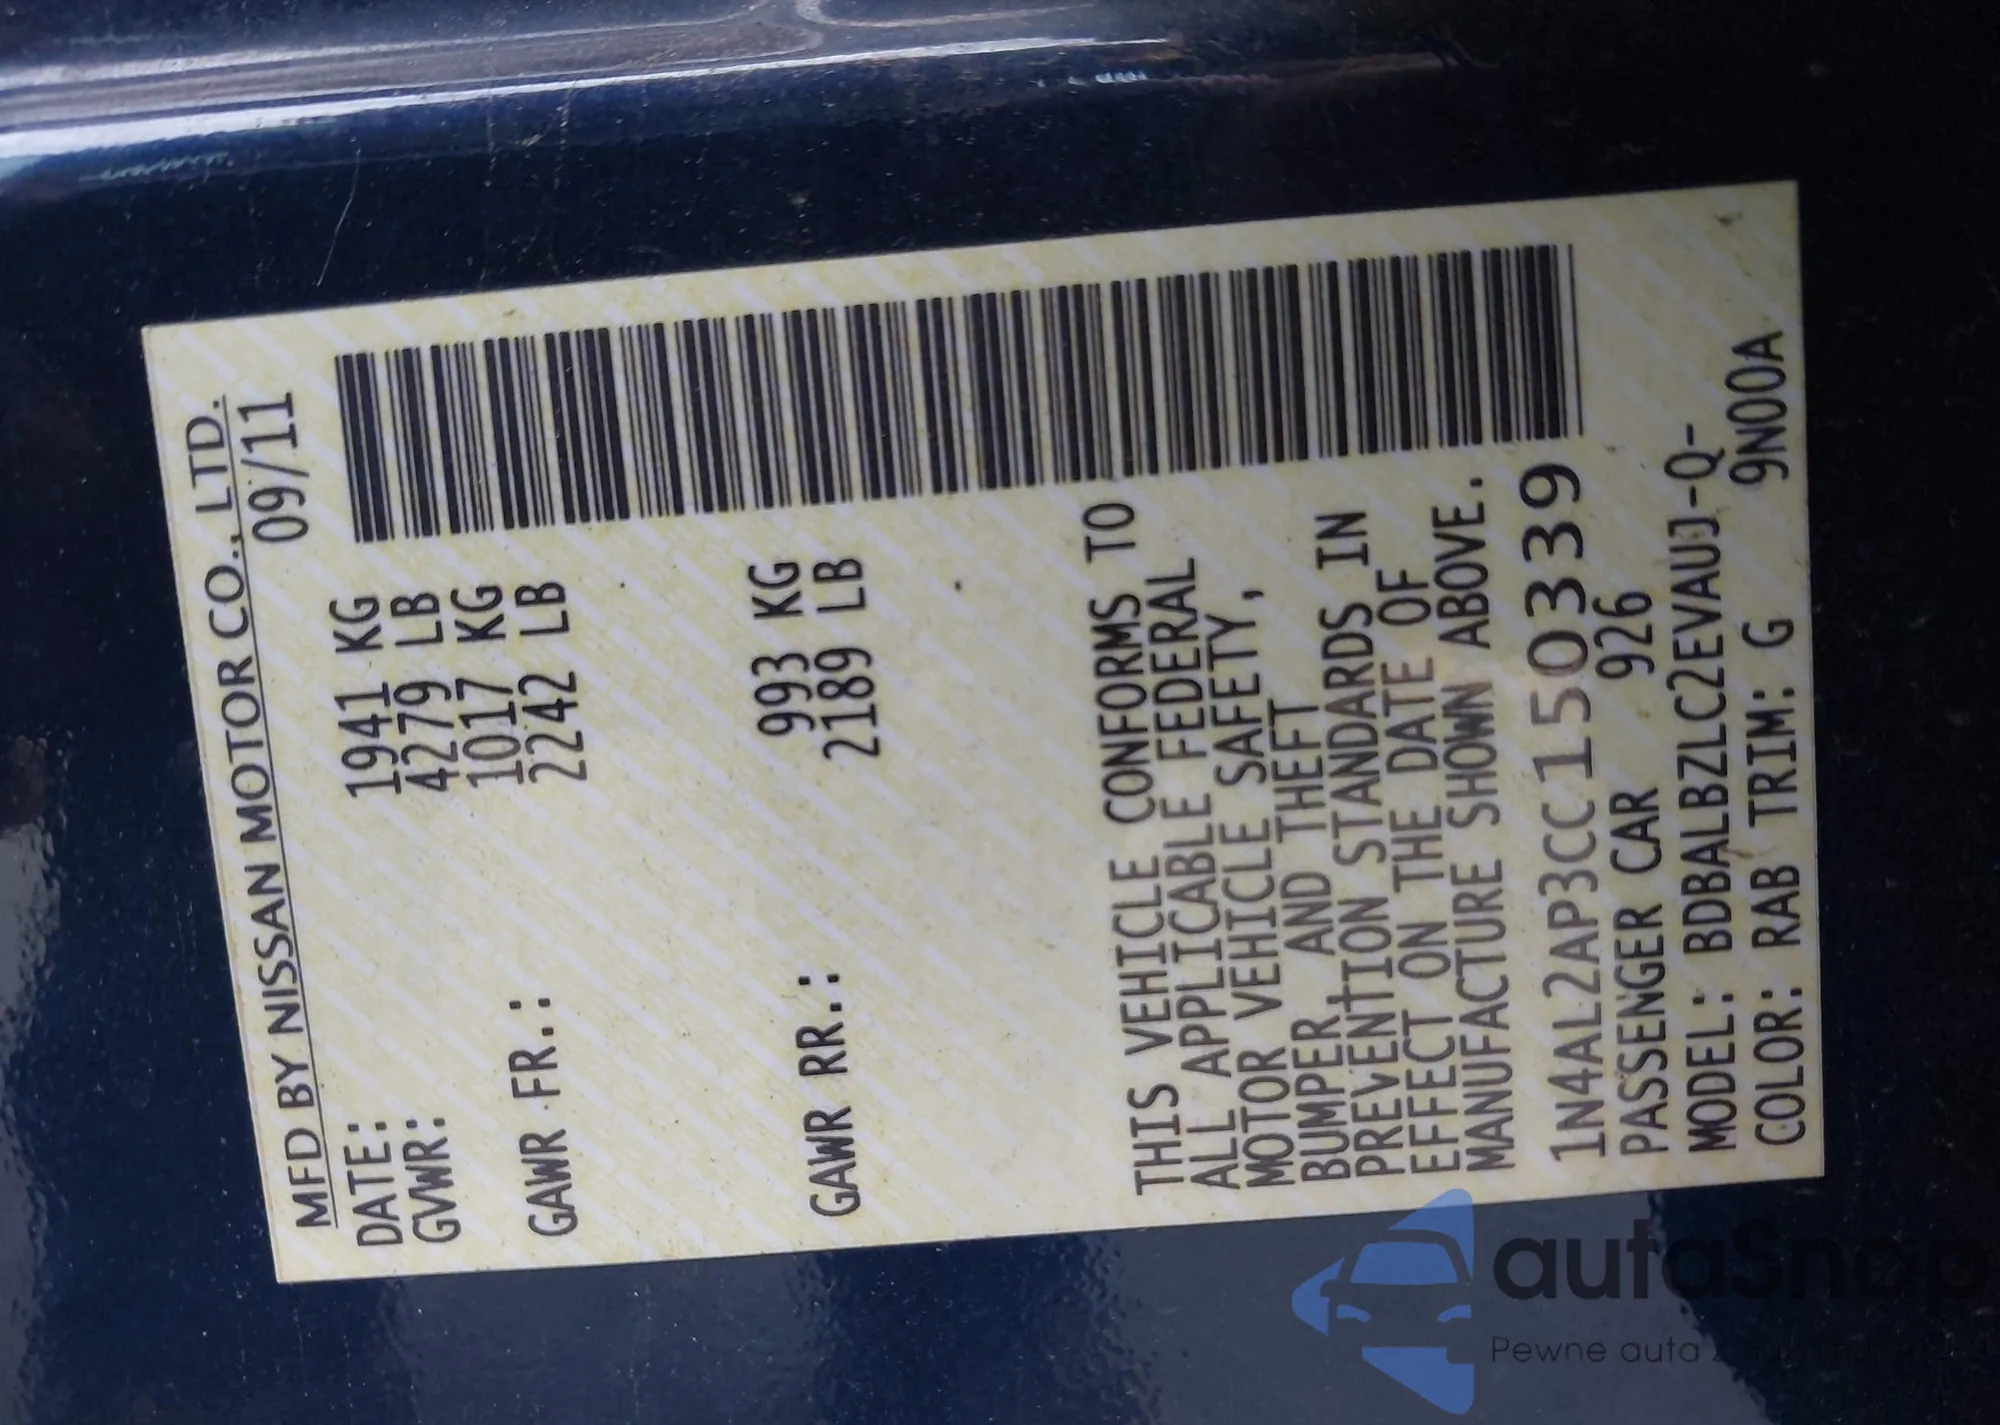 MFD BY NISSAN MOTOR CO., LTD.
DATE: 09/11
GVWR: 1941 KG
4279 LB
GAWR FR.: 1017 KG
2242 LB
GAWR RR.: 993 KG
2189 LB
THIS VEHICLE CONFORMS TO
ALL APPLICABLE FEDERAL
MOTOR VEHICLE SAFETY,
BUMPER, AND THEFT
PREVENTION STANDARDS IN
EFFECT ON THE DATE OF
MANUFACTURE SHOWN ABOVE.
1N4AL2AP3CC150339
PASSENGER CAR 926
MODEL: BDBALBZLC2EVAUJ-Q-
COLOR: RAB TRIM: G 9N00A
autaSnap
Pewne auta